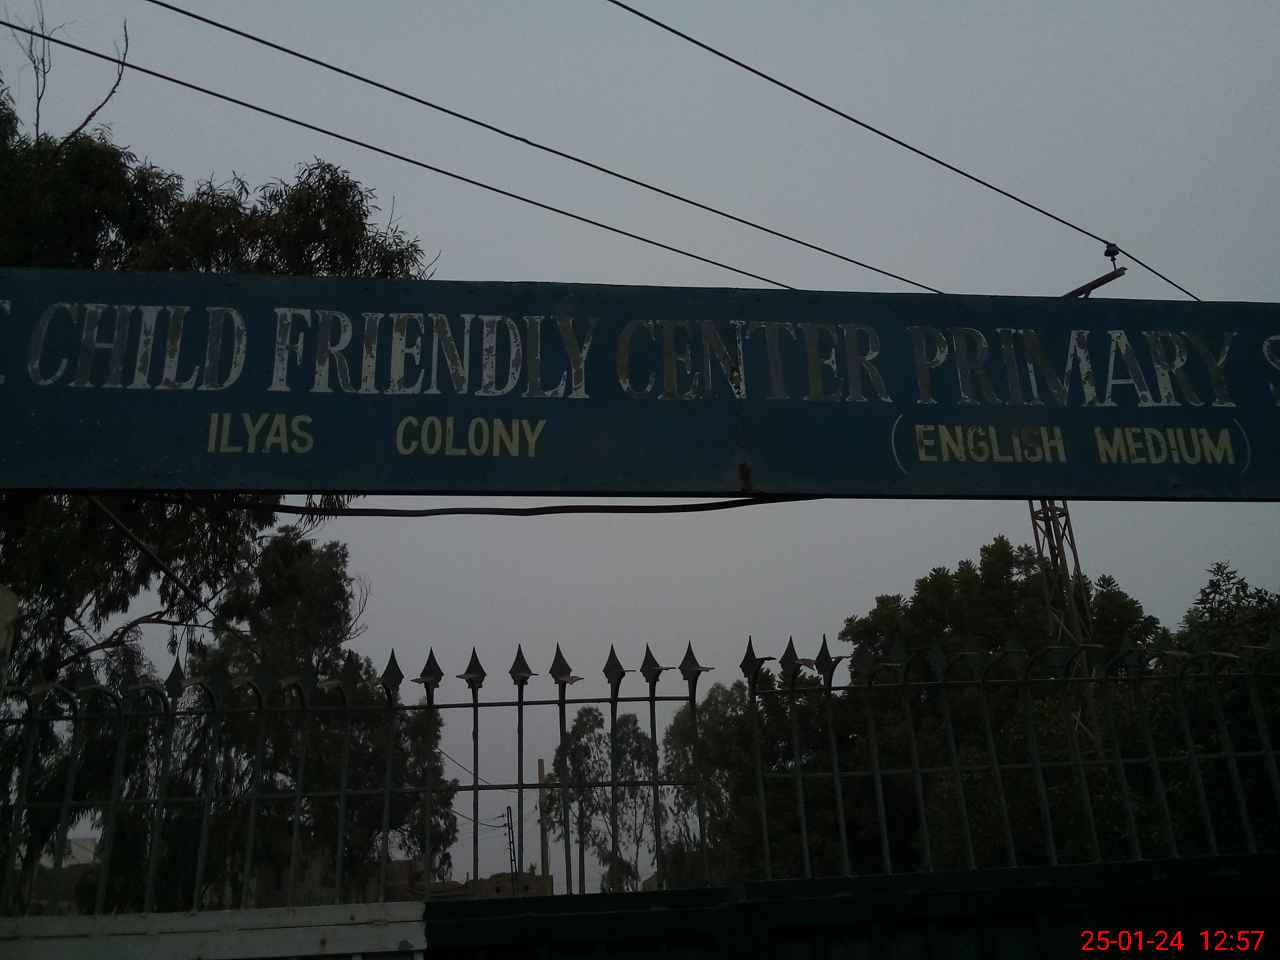 CHILD FRIENDLY CENTER PRIMARY
ILYAS COLONY (ENGLISH MEDIUM)
25-01-24 12:57